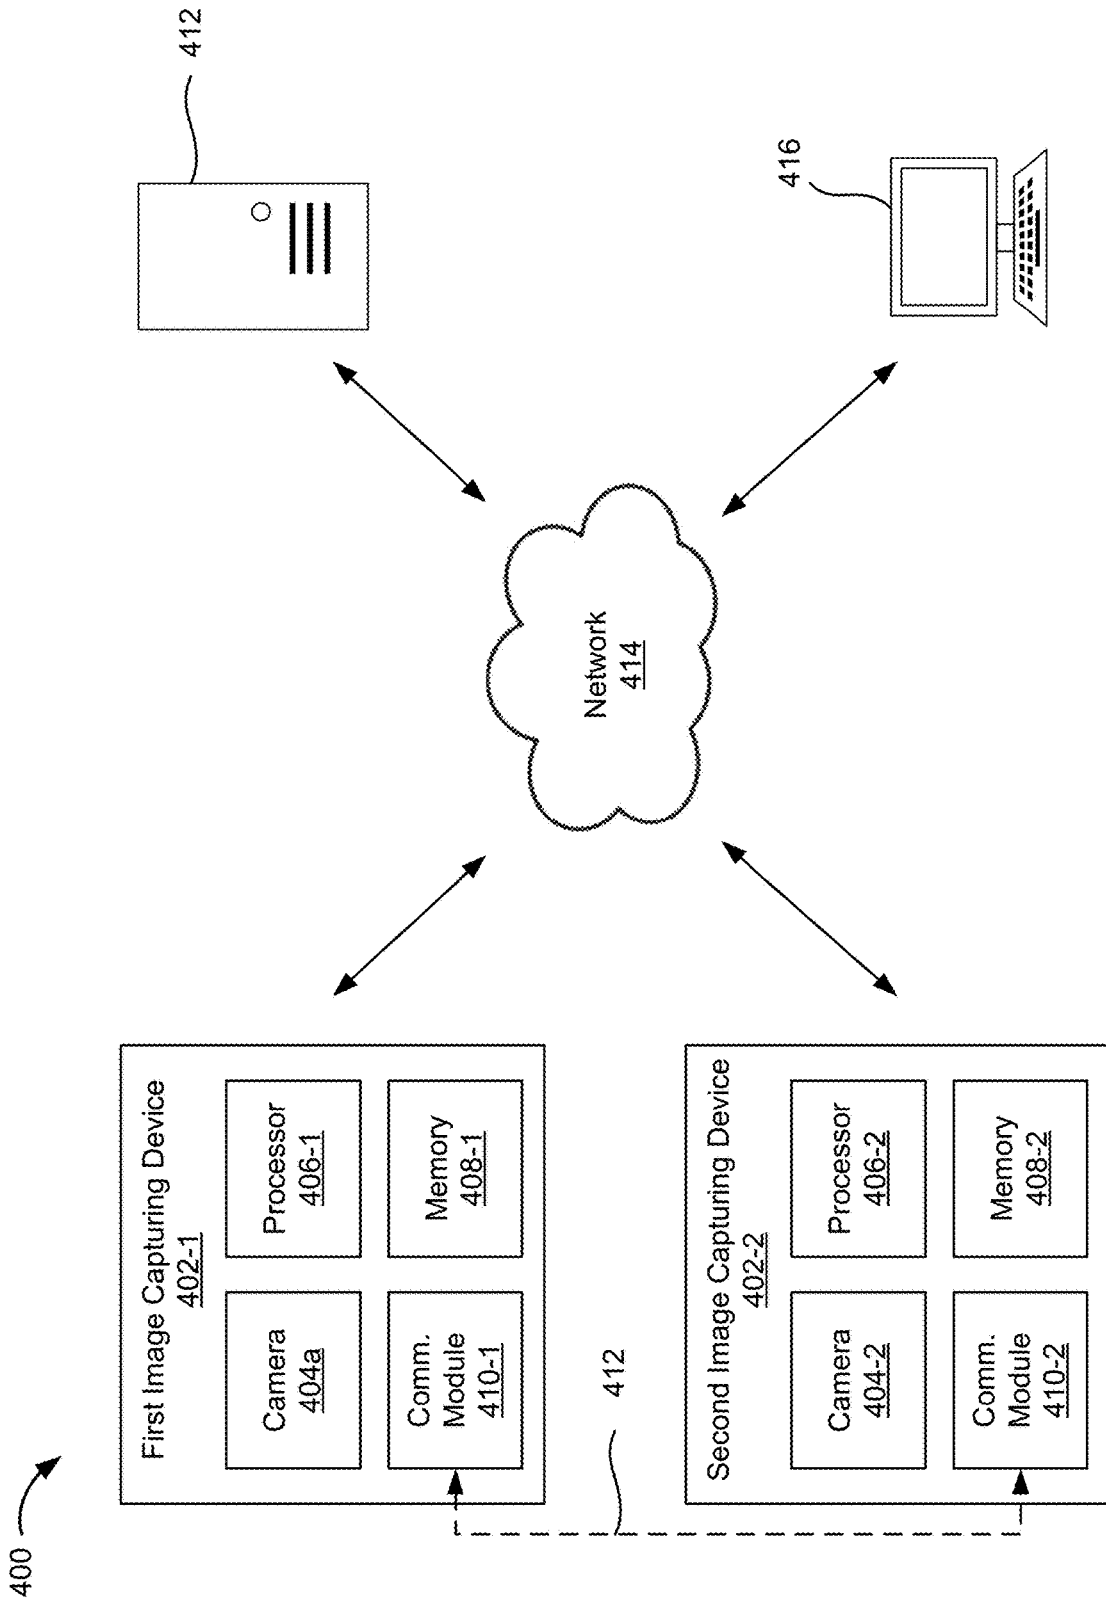 400
First Image Capturing Device
402-1
Camera
404a
Processor
406-1
Comm.
Module
410-1
Memory
408-1
412
Second Image Capturing Device
402-2
Camera
404-2
Processor
406-2
Comm.
Module
410-2
Memory
408-2
Network
414
412
416